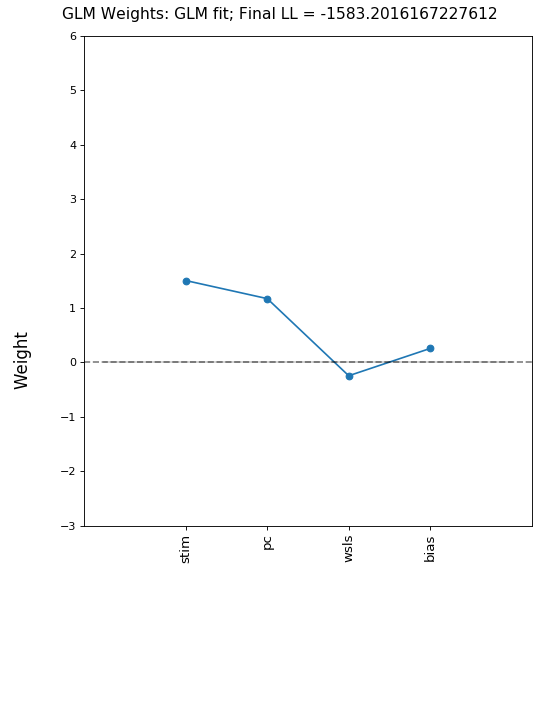 GLM Weights: GLM fit; Final LL = -1583.2016167227612
6
5
4
3
2
1
0
−1
−2
−3
Weight
stim
pc
wsls
bias